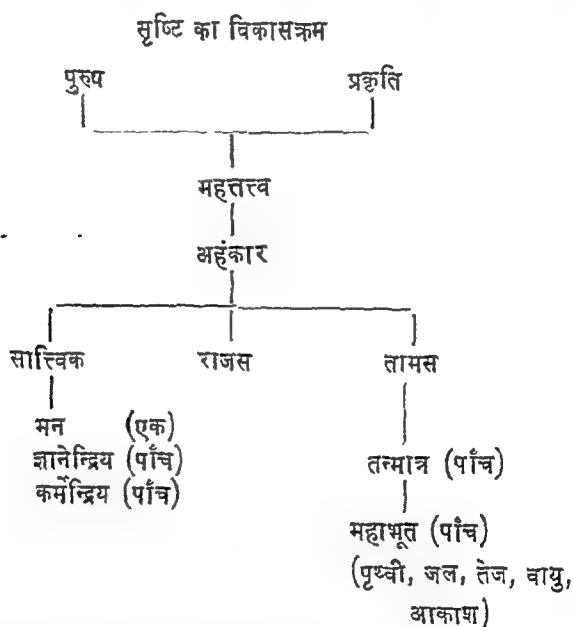 सृष्टि का विकासक्रम
पुरुष प्रकृति
महत्तत्त्व
अहंकार
सात्त्विक राजस तामस
मन (एक)
ज्ञानेन्द्रिय (पाँच)
कर्मेन्द्रिय (पाँच)
तन्मात्र (पाँच)
महाभूत (पाँच)
(पृथ्वी, जल, तेज, वायु,
आकाश)